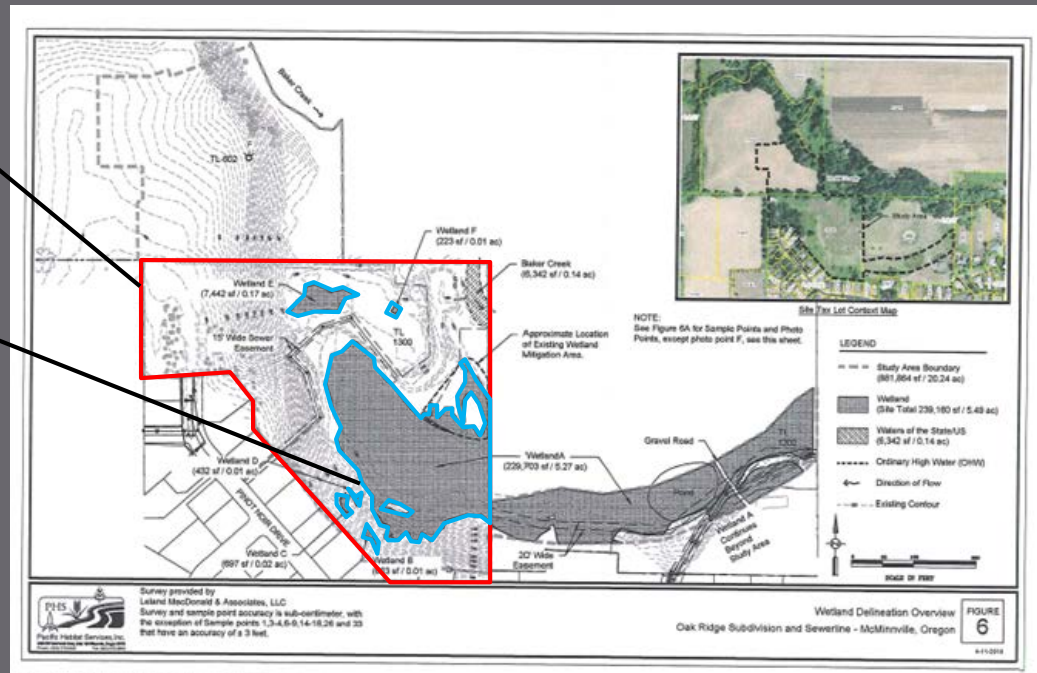 Baker Creek
F
TL 602
Wetland F
(223 sf / 0.01 ac)
Baker Creek
(6,342 sf / 0.14 ac)
Wetland E
(7,442 sf / 0.17 ac)
TL
1300
15' Wide Sewer
Easement
Approximate Location
of Existing Wetland
Mitigation Area.
Study Area
Site Tax Lot Context Map
NOTE:
See Figure 6A for Sample Points and Photo
Points, except photo point F, see this sheet.
LEGEND
Study Area Boundary
(881,864 sf / 20.24 ac)
Wetland
(Site Total 239,160 sf / 5.49 ac)
Waters of the State/US
(6,342 sf / 0.14 ac)
Ordinary High Water (OHW)
Direction of Flow
Existing Contour
SCALE IN FEET
Gravel Road
TL
Pond
Wetland A
(229,703 sf / 5.27 ac)
Wetland A
Continues
Beyond
Study Area
20' Wide
Easement
Wetland D
(432 sf / 0.01 ac)
PINOT NOIR DRIVE
Wetland C
(697 sf / 0.02 ac)
Wetland B
sf / 0.01 ac)
PHS
Pacific Habitat Services, Inc.
Survey provided by
Leland MacDonald & Associates, LLC
Survey and sample point accuracy is sub-centimeter, with
the exception of Sample points 1,3-4,6-9,14-18,26 and 33
that have an accuracy of ± 3 feet.
Wetland Delineation Overview
Oak Ridge Subdivision and Sewerline - McMinnville, Oregon
FIGURE
6